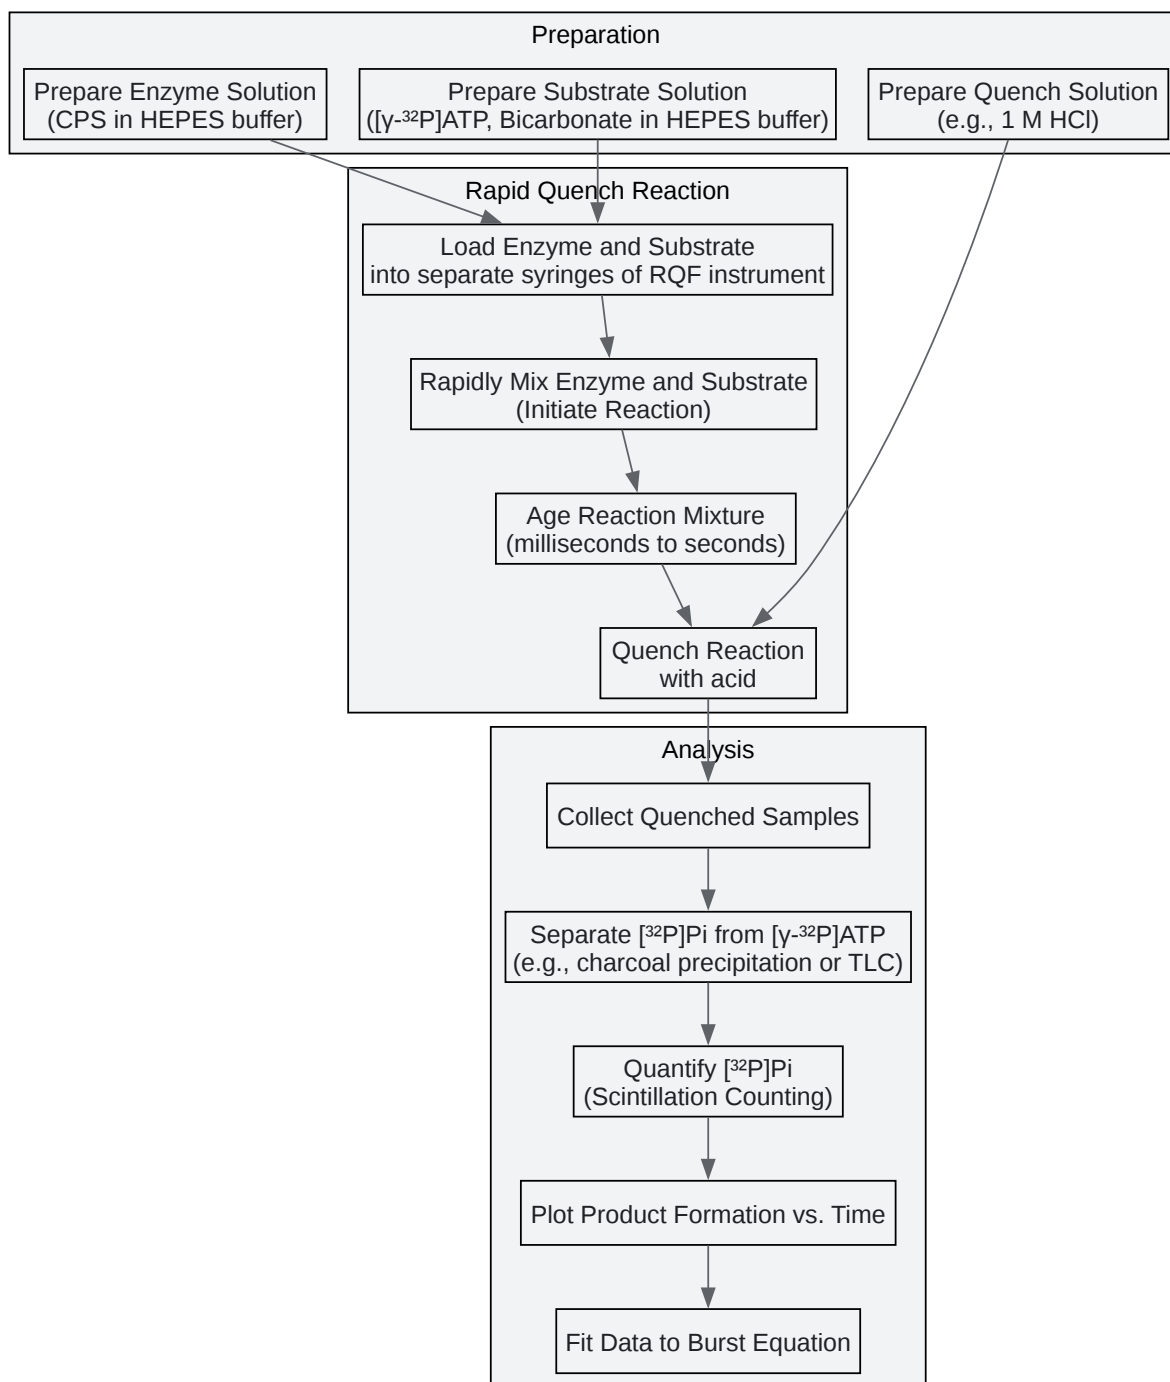 Preparation
Prepare Enzyme Solution
(CPS in HEPES buffer)
Prepare Substrate Solution
([γ-³²P]ATP, Bicarbonate in HEPES buffer)
Prepare Quench Solution
(e.g., 1 M HCl)
Rapid Quench Reaction
Load Enzyme and Substrate
into separate syringes of RQF instrument
Rapidly Mix Enzyme and Substrate
(Initiate Reaction)
Age Reaction Mixture
(milliseconds to seconds)
Quench Reaction
with acid
Analysis
Collect Quenched Samples
Separate [³²P]Pi from [γ-³²P]ATP
(e.g., charcoal precipitation or TLC)
Quantify [³²P]Pi
(Scintillation Counting)
Plot Product Formation vs. Time
Fit Data to Burst Equation